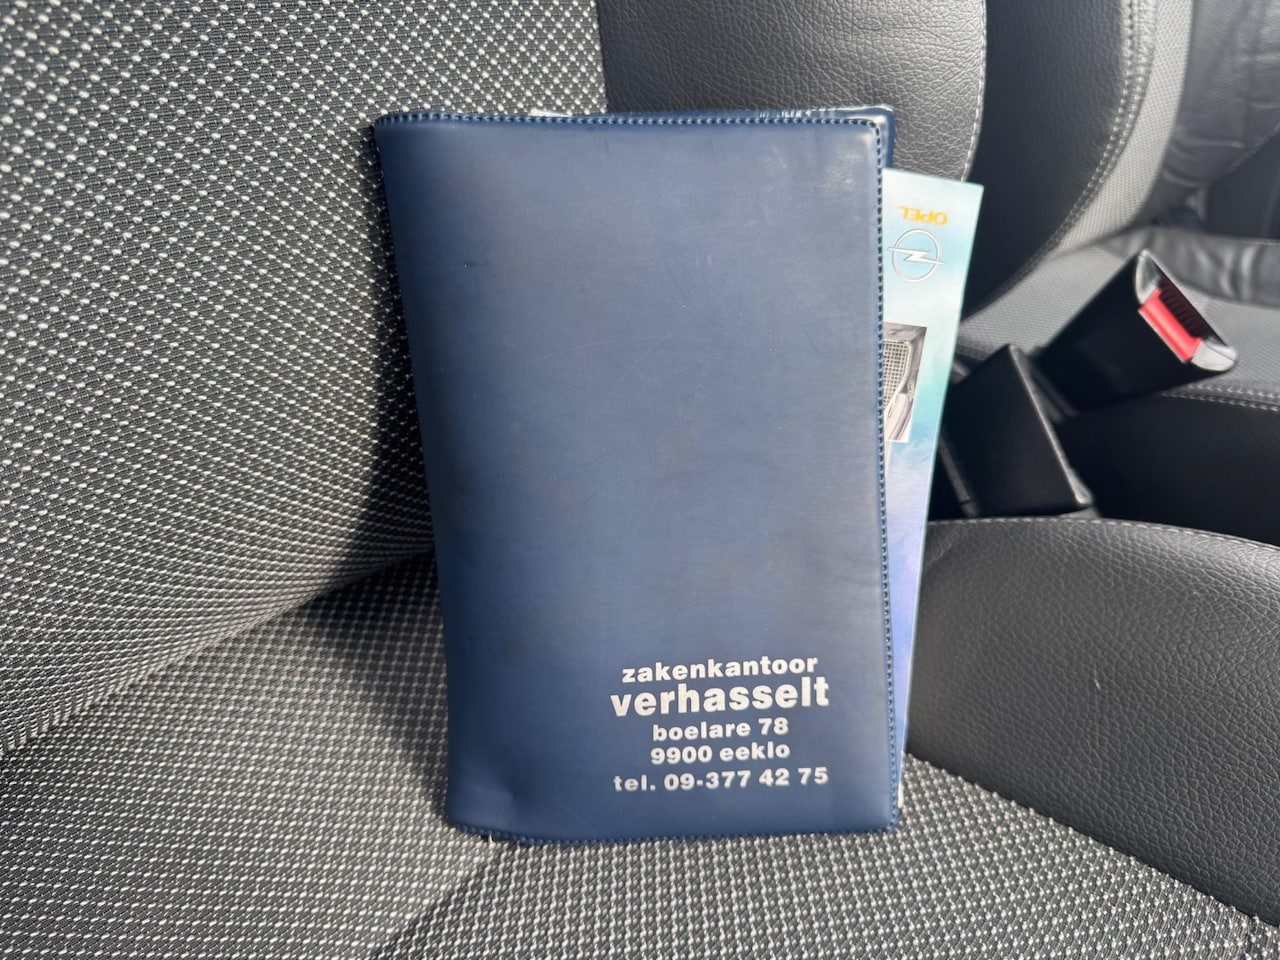 OPEL
zakenkantoor
verhasselt
boelare 78
9900 eeklo
tel. 09-377 42 75